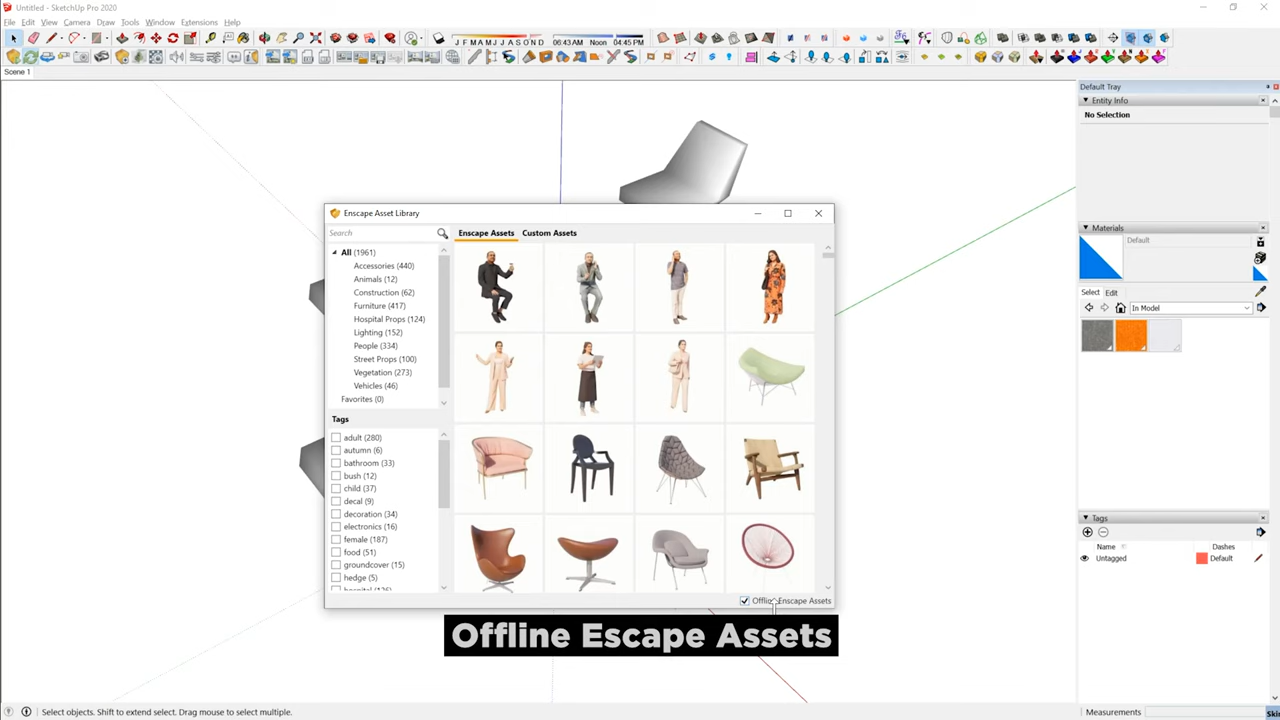 Untitled - SketchUp Pro 2020
File Edit View Camera Draw Tools Window Extensions Help
J F M A M J J A S O N D 06:43 AM Noon 04:45 PM
Scene 1
Default Tray
Entity Info
No Selection
Materials
Default
Select Edit
In Model
Tags
Name Dashes
Untagged Default
Enscape Asset Library
Search
Enscape Assets Custom Assets
All (1961)
Accessories (440)
Animals (12)
Construction (62)
Furniture (417)
Hospital Props (124)
Lighting (152)
People (334)
Street Props (100)
Vegetation (273)
Vehicles (46)
Favorites (0)
Tags
adult (280)
autumn (6)
bathroom (33)
bush (12)
child (37)
decal (9)
decoration (34)
electronics (16)
female (187)
food (51)
groundcover (15)
hedge (5)
Offline Enscape Assets
Offline Escape Assets
Select objects. Shift to extend select. Drag mouse to select multiple.
Measurements